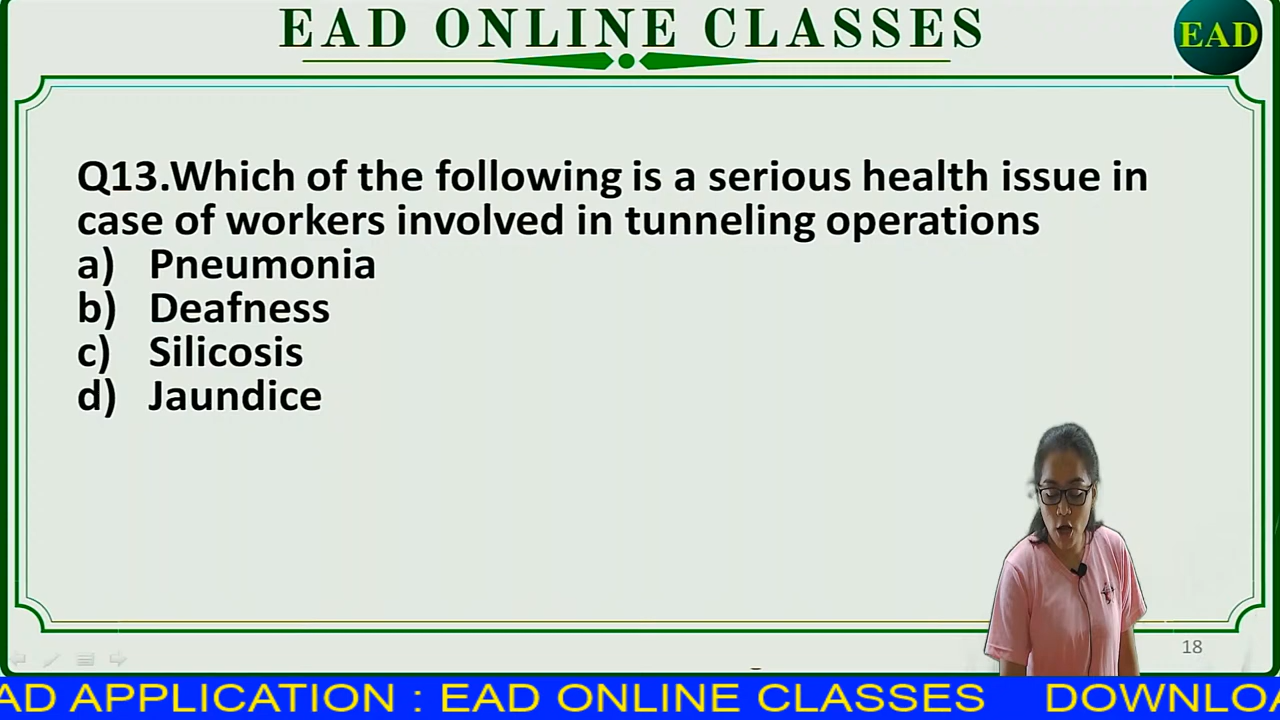 EAD ONLINE CLASSES
EAD
Q13.Which of the following is a serious health issue in
case of workers involved in tunneling operations
a) Pneumonia
b) Deafness
c) Silicosis
d) Jaundice
18
AD APPLICATION : EAD ONLINE CLASSES DOWNLOA